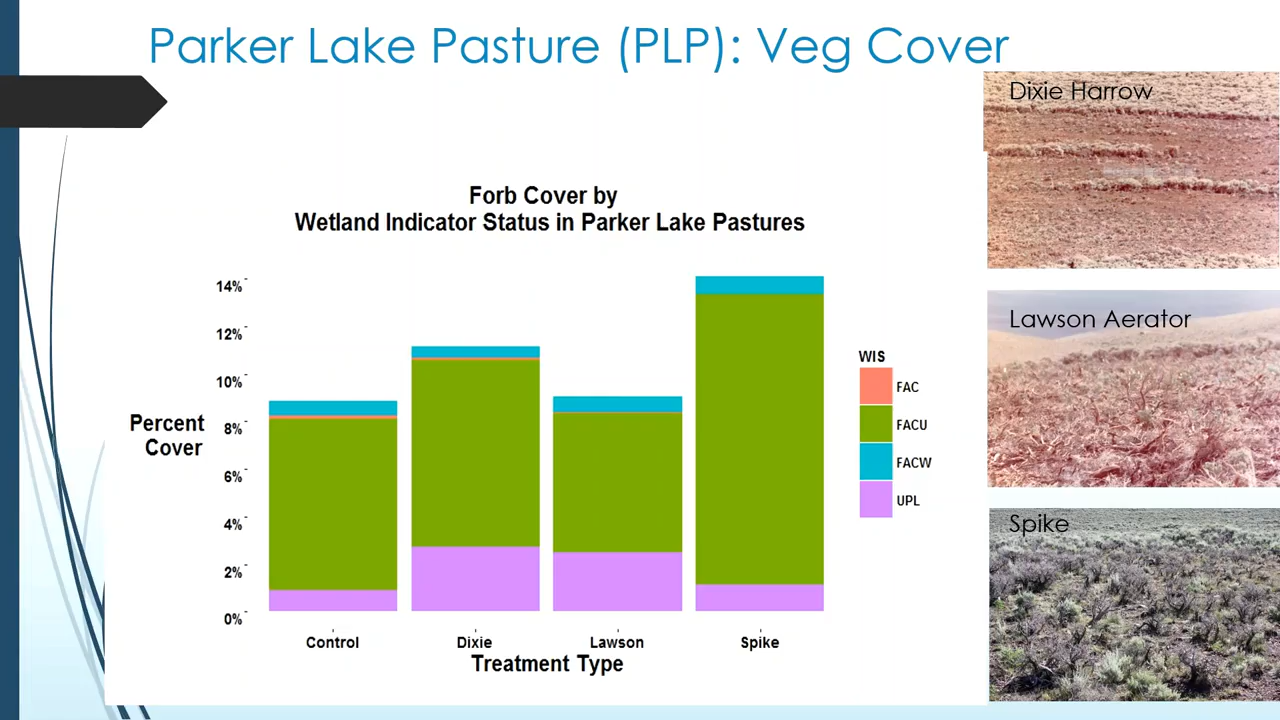 Parker Lake Pasture (PLP): Veg Cover
Dixie Harrow
Forb Cover by
Wetland Indicator Status in Parker Lake Pastures
14%
12%
10%
8%
6%
4%
2%
0%
Percent
Cover
Control
Dixie
Lawson
Spike
Treatment Type
WIS
FAC
FACU
FACW
UPL
Lawson Aerator
Spike